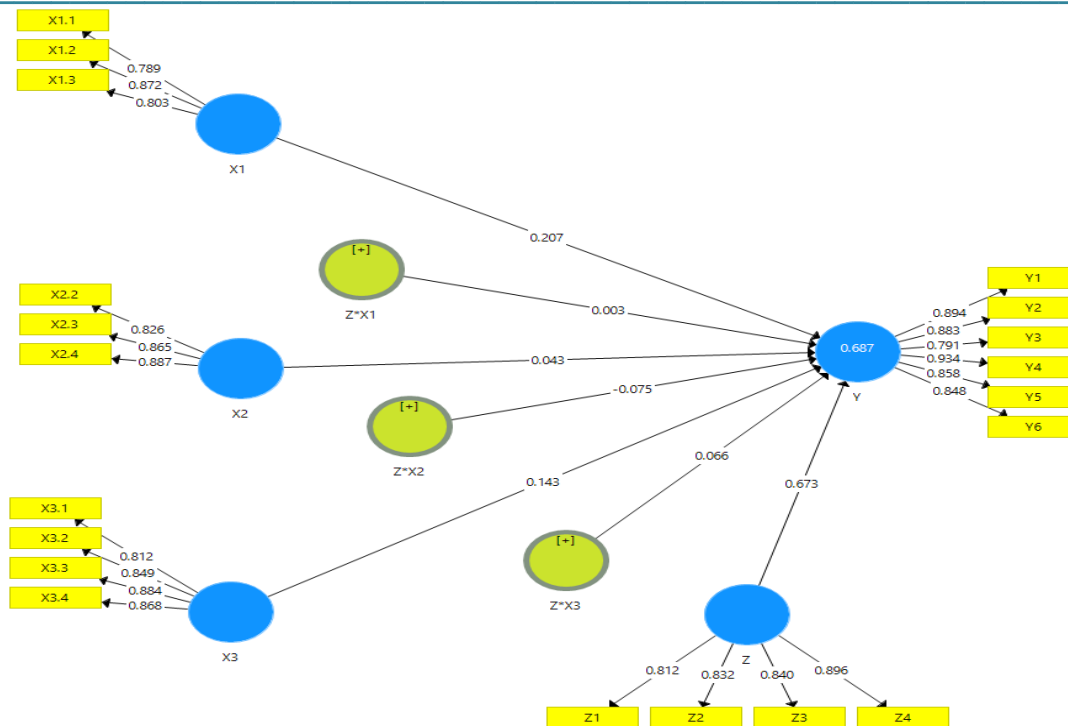 X1.1
X1.2
X1.3
0.789
0.872
0.803
X1
0.207
[+]
Z*X1
0.003
X2.2
X2.3
X2.4
0.826
0.865
0.887
X2
0.043
[+]
Z*X2
-0.075
X3.1
X3.2
X3.3
X3.4
0.812
0.849
0.884
0.868
X3
0.143
[+]
Z*X3
0.066
0.687
Y
0.894
0.883
0.791
0.934
0.858
0.848
Y1
Y2
Y3
Y4
Y5
Y6
0.673
Z
0.812
0.832
0.840
0.896
Z1
Z2
Z3
Z4